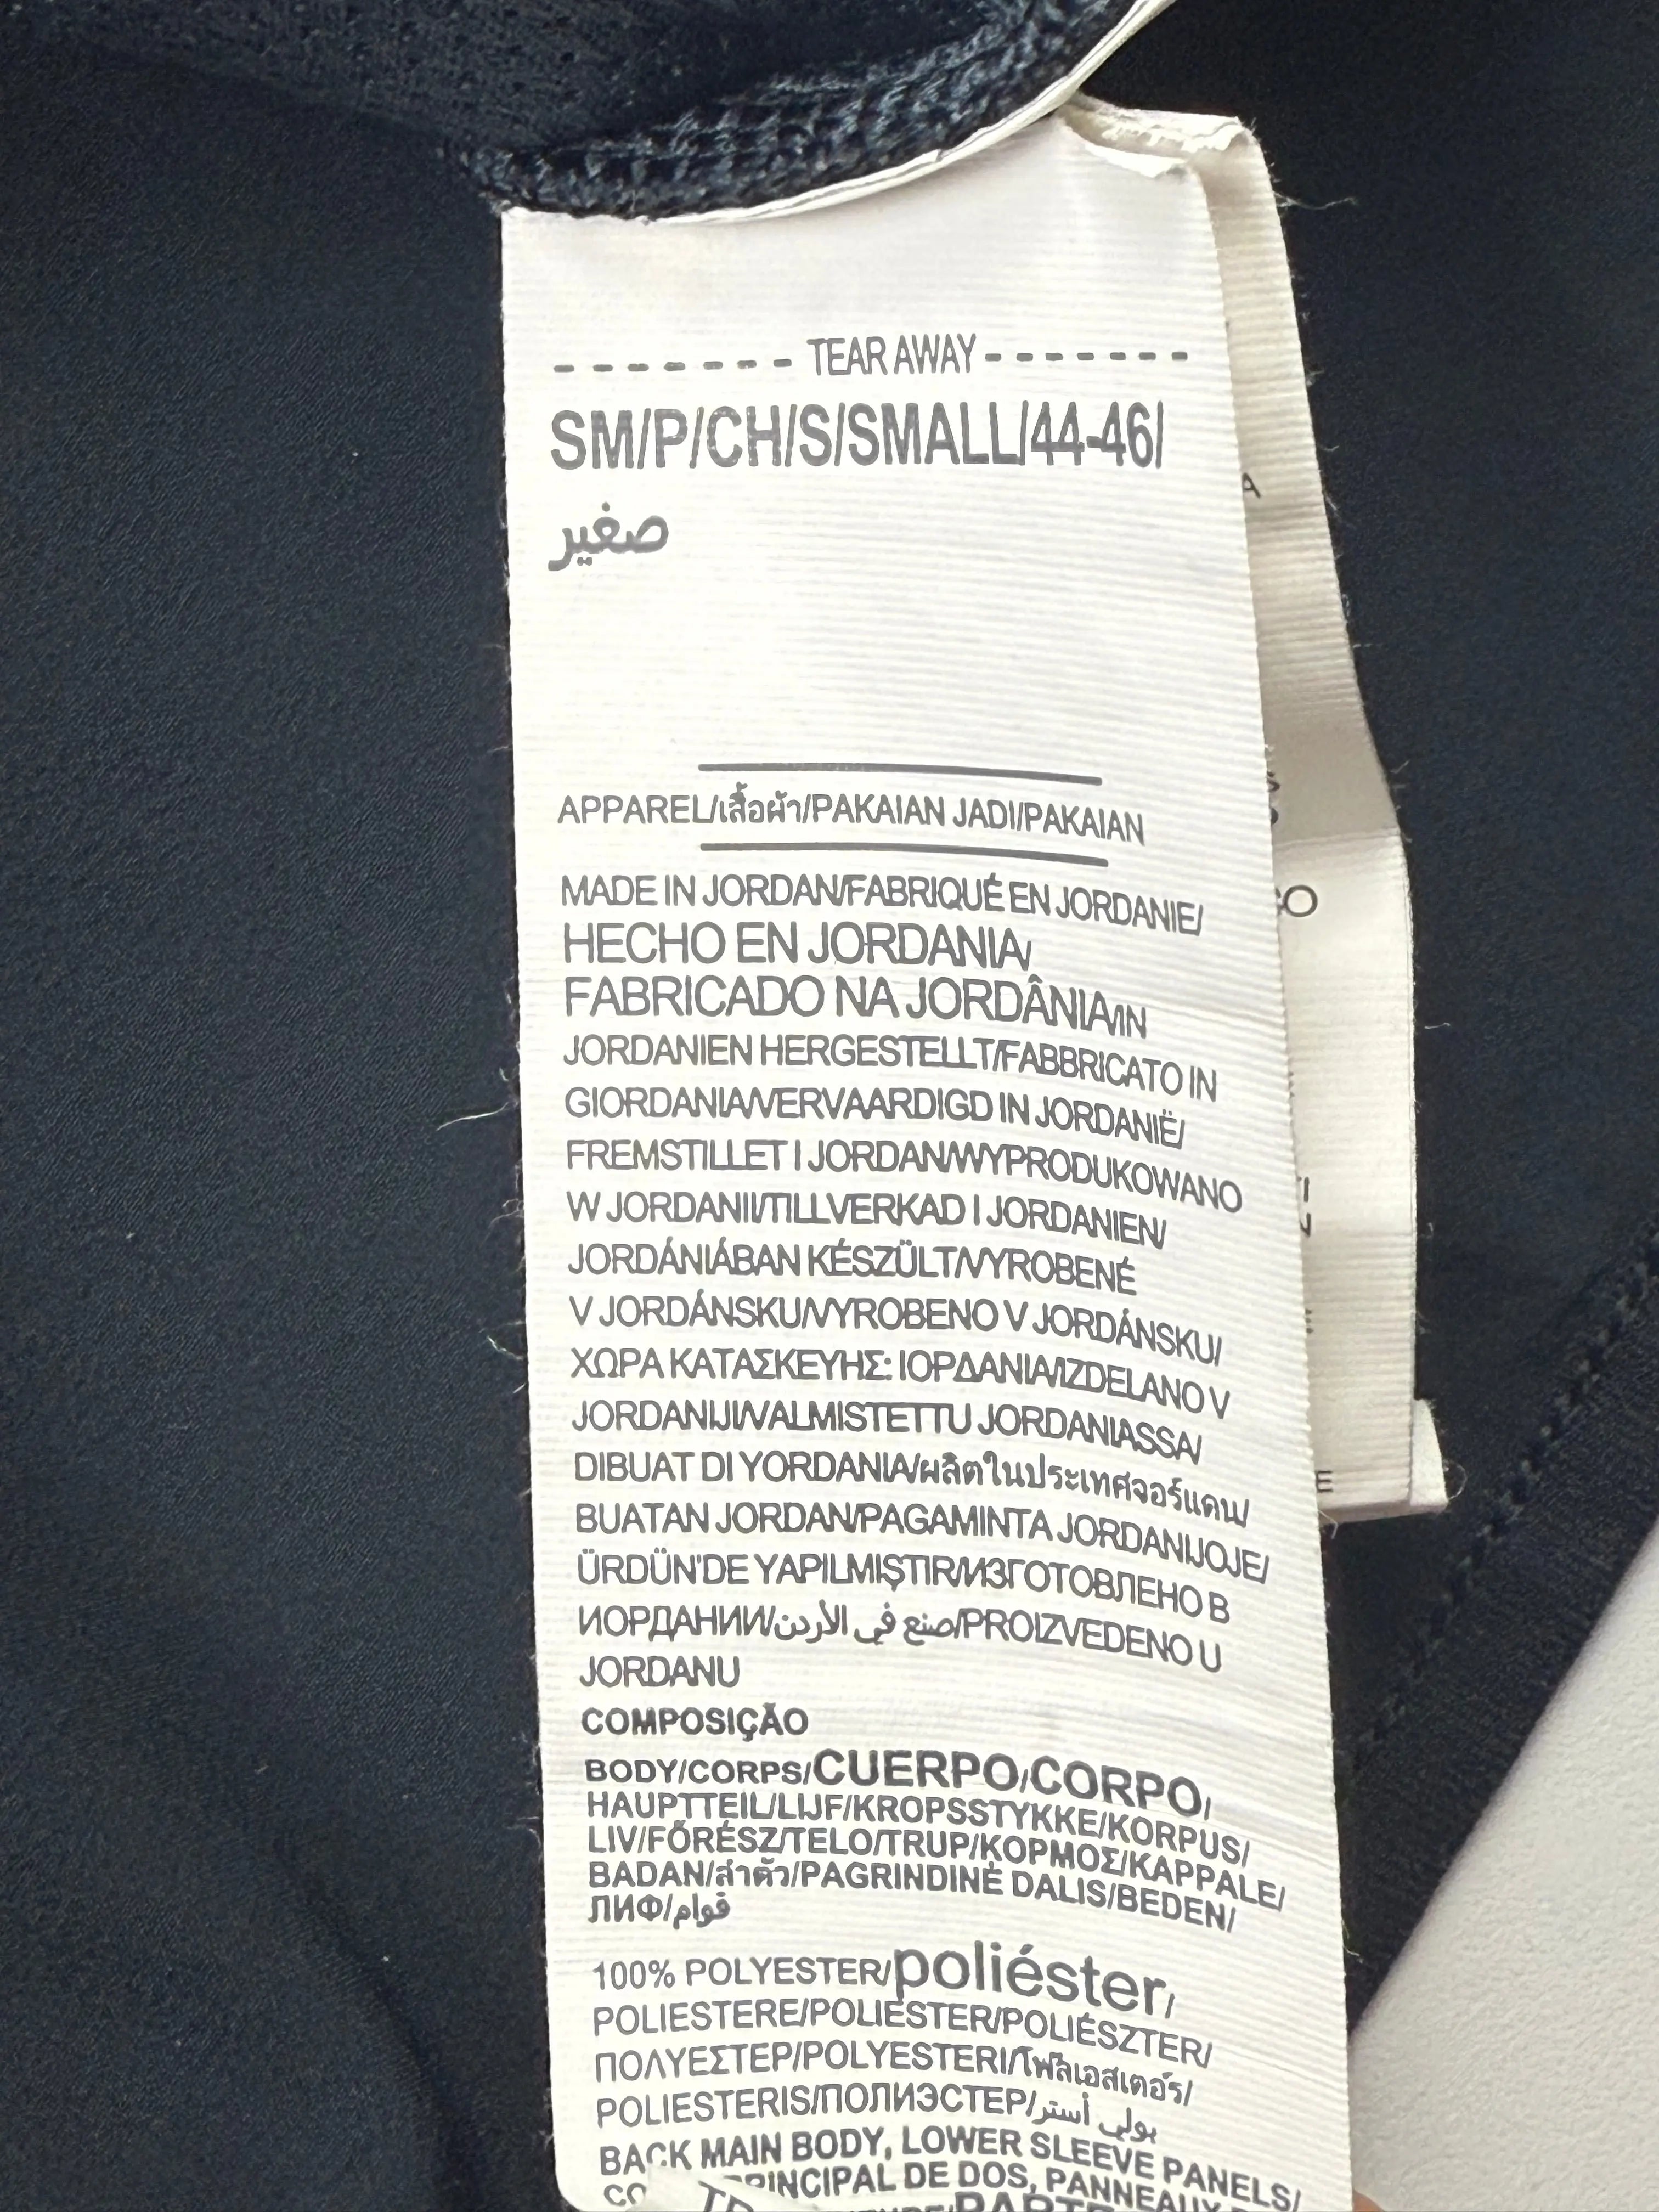 - - - - - - - TEAR AWAY - - - - - - -
SM/P/CH/S/SMALL/44-46/
صغير
APPAREL/เสื้อผ้า/PAKAIAN JADI/PAKAIAN
MADE IN JORDAN/FABRIQUÉ EN JORDANIE/
HECHO EN JORDANIA/
FABRICADO NA JORDÂNIA/IN
JORDANIEN HERGESTELLT/FABBRICATO IN
GIORDANIA/VERVAARDIGD IN JORDANIË/
FREMSTILLET I JORDAN/WYPRODUKOWANO
W JORDANII/TILLVERKAD I JORDANIEN/
JORDÁNIÁBAN KÉSZÜLT/VYROBENÉ
V JORDÁNSKU/VYROBENO V JORDÁNSKU/
ΧΩΡΑ ΚΑΤΑΣΚΕΥΗΣ: ΙΟΡΔΑΝΙΑ/IZDELANO V
JORDANIJI/VALMISTETTU JORDANIASSA/
DIBUAT DI YORDANIA/ผลิตในประเทศจอร์แดน/
BUATAN JORDAN/PAGAMINTA JORDANIJOJE/
ÜRDÜN'DE YAPILMIŞTIR/ИЗГОТОВЛЕНО В
ИОРДАНИИ/صنع في الأردن/PROIZVEDENO U
JORDANU
COMPOSIÇÃO
BODY/CORPS/CUERPO/CORPO/
HAUPTTEIL/LIJF/KROPSSTYKKE/KORPUS/
LIV/FŐRÉSZ/TELO/TRUP/ΚΟΡΜΟΣ/KAPPALE/
BADAN/ลำตัว/PAGRINDINĖ DALIS/BEDEN/
ЛИФ/قوام
100% POLYESTER/poliéster/
POLIESTERE/POLIÉSTER/POLIÉSZTER/
ΠΟΛΥΕΣΤΕΡ/POLYESTERI/โพลีเอสเตอร์/
POLIESTERIS/ПОЛИЭСТЕР/بولي أستر
BACK MAIN BODY, LOWER SLEEVE PANELS/
PRINCIPAL DE DOS, PANNEAUX